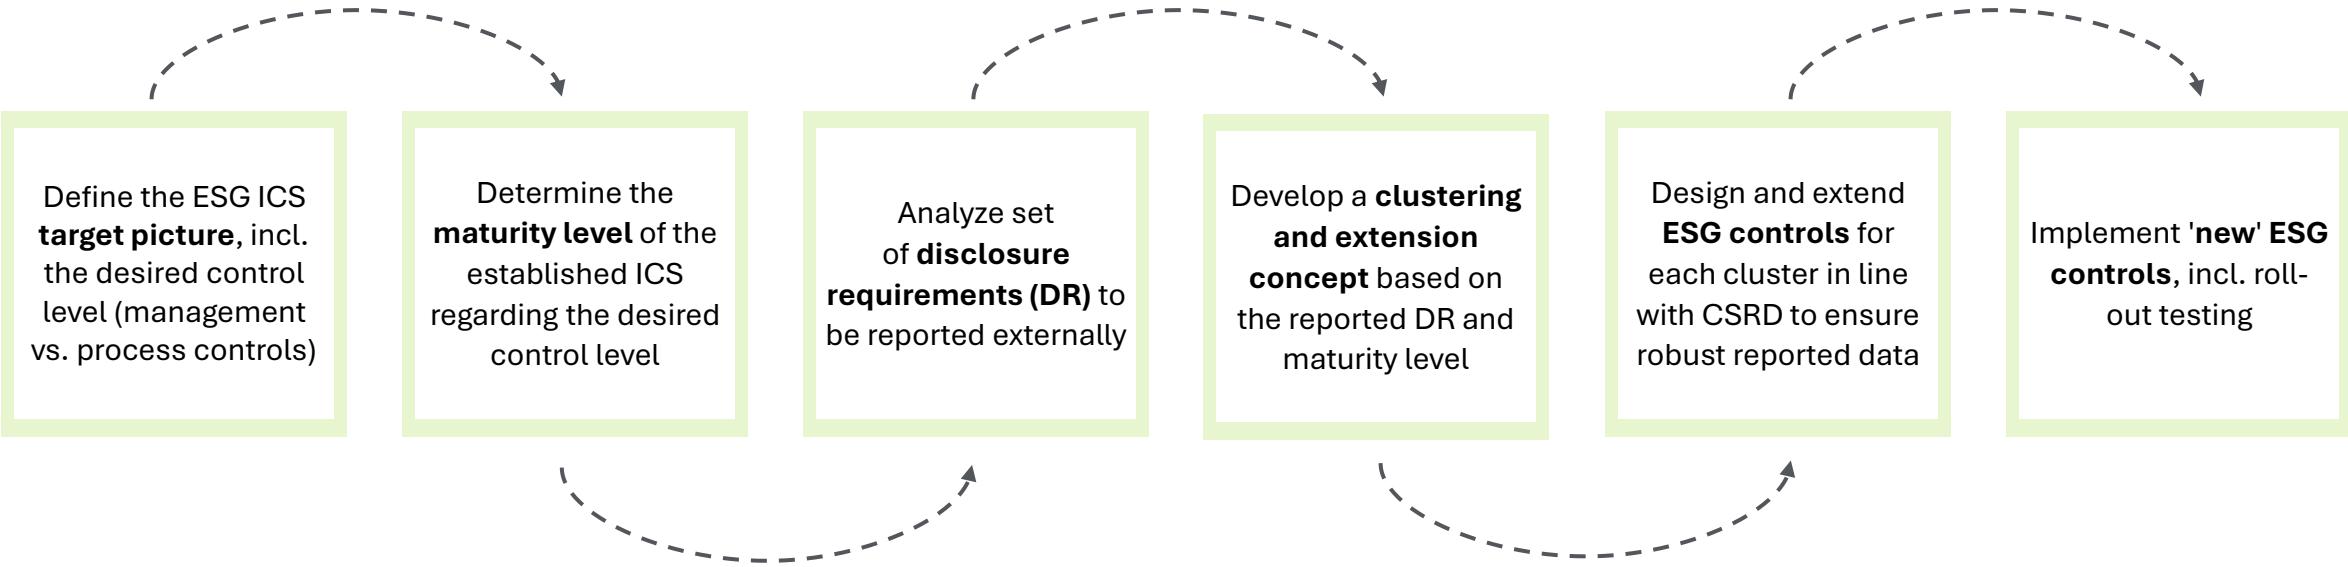 Define the ESG ICS
target picture, incl.
the desired control
level (management
vs. process controls)
Determine the
maturity level of the
established ICS
regarding the desired
control level
Analyze set
of disclosure
requirements (DR) to
be reported externally
Develop a clustering
and extension
concept based on
the reported DR and
maturity level
Design and extend
ESG controls for
each cluster in line
with CSRD to ensure
robust reported data
Implement 'new' ESG
controls, incl. roll-
out testing